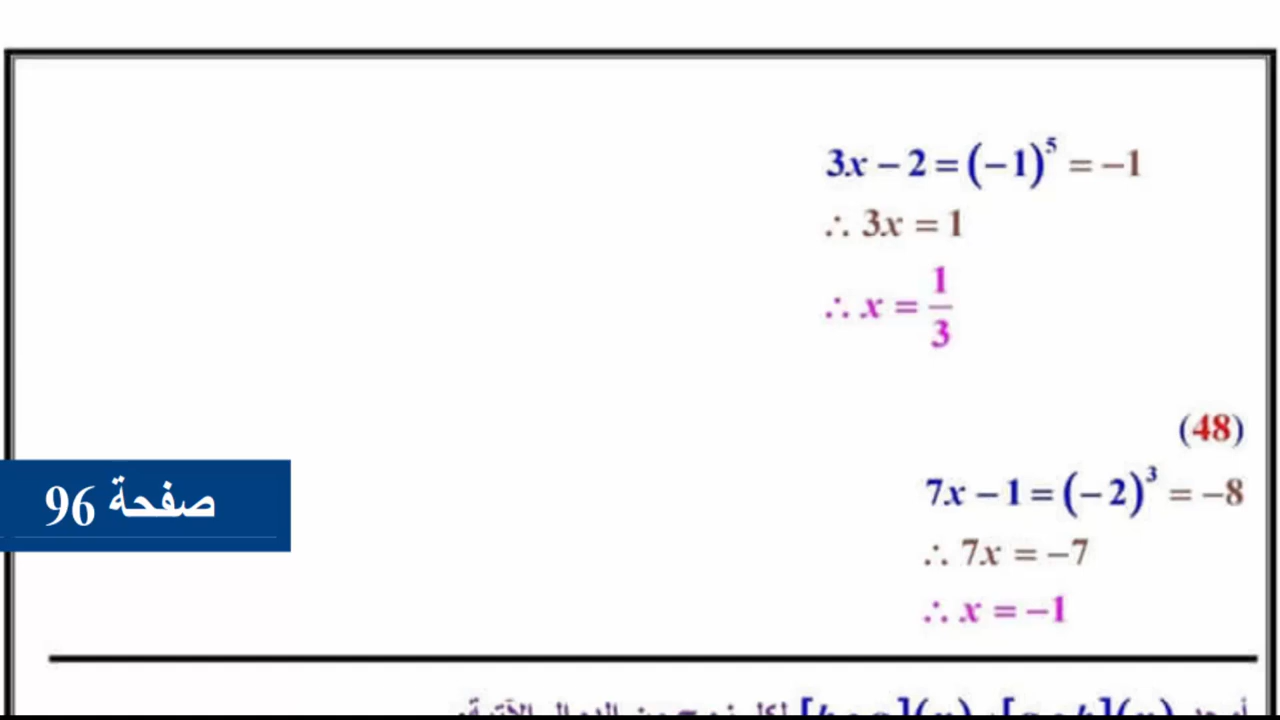 3x − 2 = (−1)⁵ = −1
∴ 3x = 1
∴ x = 1/3
(48)
7x − 1 = (−2)³ = −8
∴ 7x = −7
∴ x = −1
صفحة 96